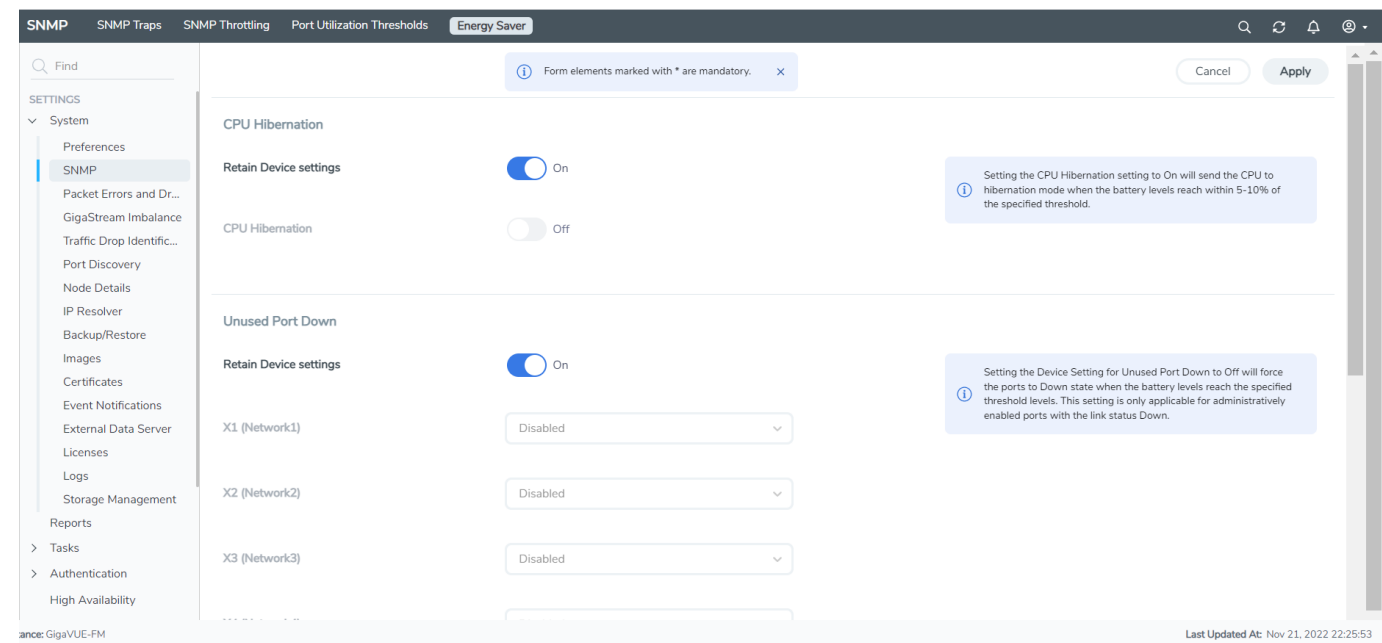 SNMP SNMP Traps SNMP Throttling Port Utilization Thresholds Energy Saver
Find
SETTINGS
System
Preferences
SNMP
Packet Errors and Dr...
GigaStream Imbalance
Traffic Drop Identific...
Port Discovery
Node Details
IP Resolver
Backup/Restore
Images
Certificates
Event Notifications
External Data Server
Licenses
Logs
Storage Management
Reports
Tasks
Authentication
High Availability
Form elements marked with * are mandatory.
Cancel Apply
CPU Hibernation
Retain Device settings On
Setting the CPU Hibernation setting to On will send the CPU to
hibernation mode when the battery levels reach within 5-10% of
the specified threshold.
CPU Hibernation Off
Unused Port Down
Retain Device settings On
Setting the Device Setting for Unused Port Down to Off will force
the ports to Down state when the battery levels reach the specified
threshold levels. This setting is only applicable for administratively
enabled ports with the link status Down.
X1 (Network1) Disabled
X2 (Network2) Disabled
X3 (Network3) Disabled
tance: GigaVUE-FM
Last Updated At: Nov 21, 2022 22:25:53